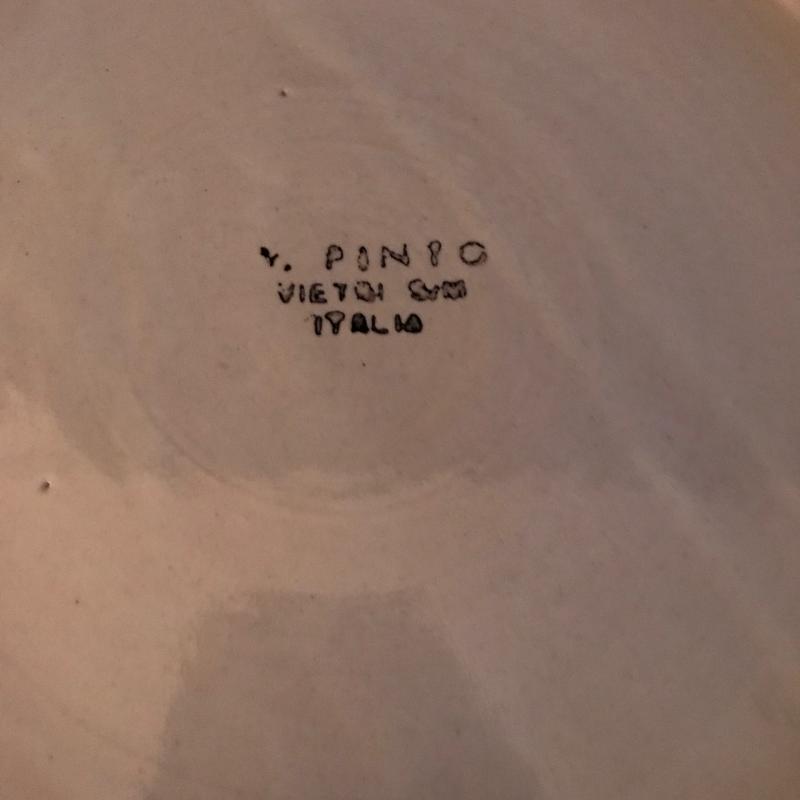 V. PINTO
VIETRI S/M
ITALIA